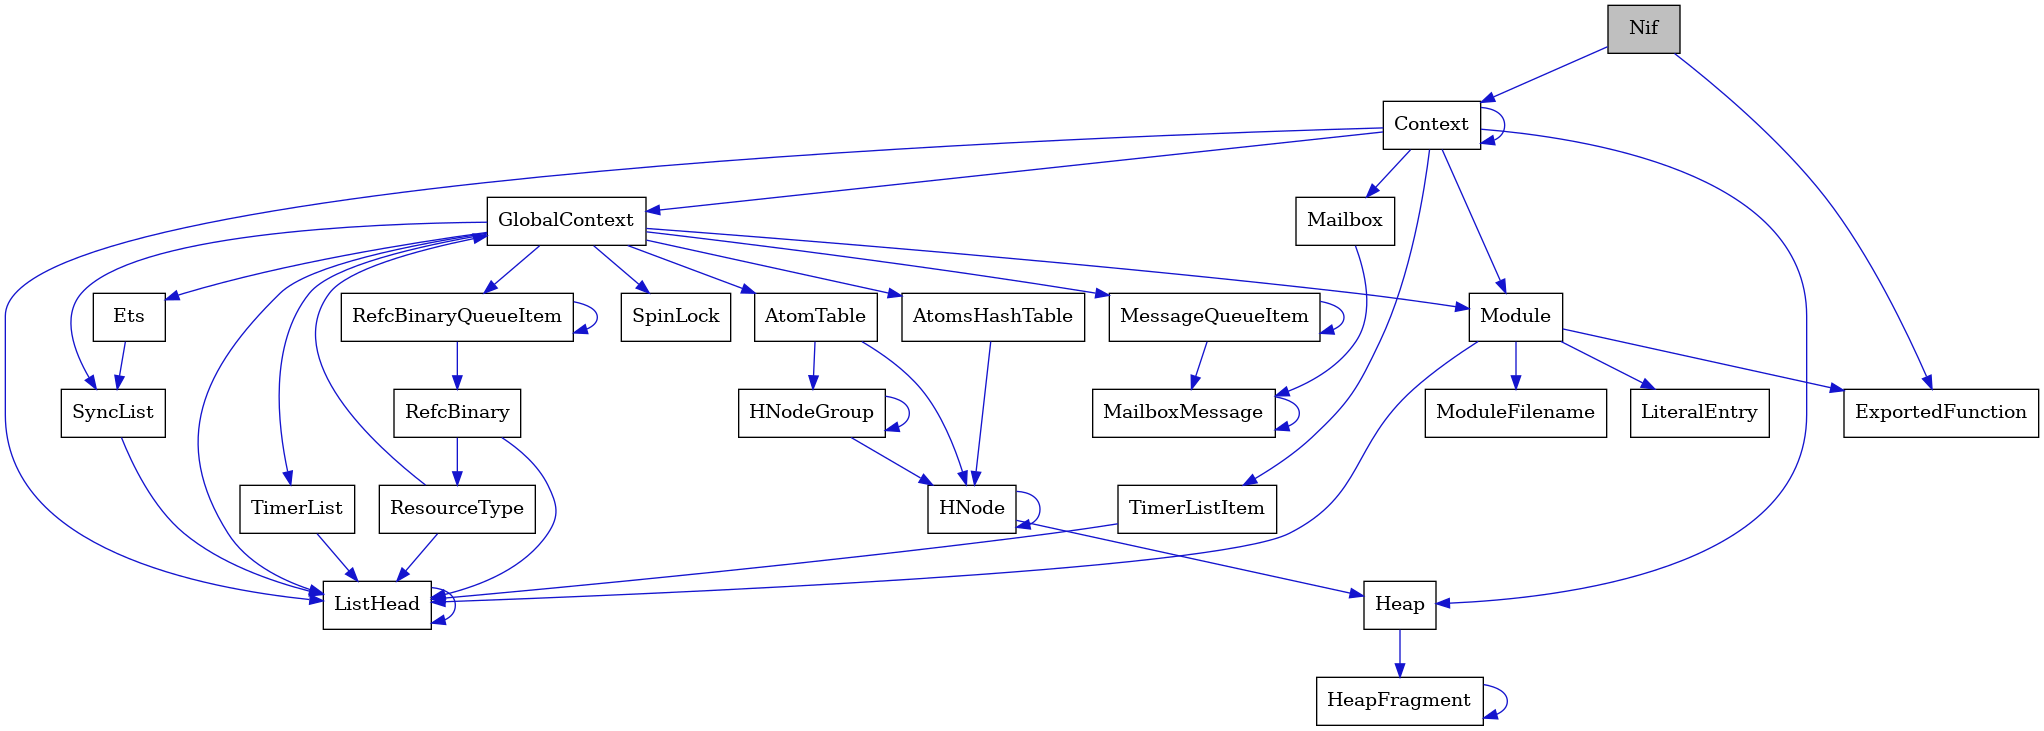 Nif
Context
GlobalContext
Mailbox
Ets
RefcBinaryQueueItem
SpinLock
AtomTable
AtomsHashTable
MessageQueueItem
Module
SyncList
RefcBinary
HNodeGroup
MailboxMessage
ModuleFilename
LiteralEntry
ExportedFunction
TimerList
ResourceType
HNode
TimerListItem
ListHead
Heap
HeapFragment